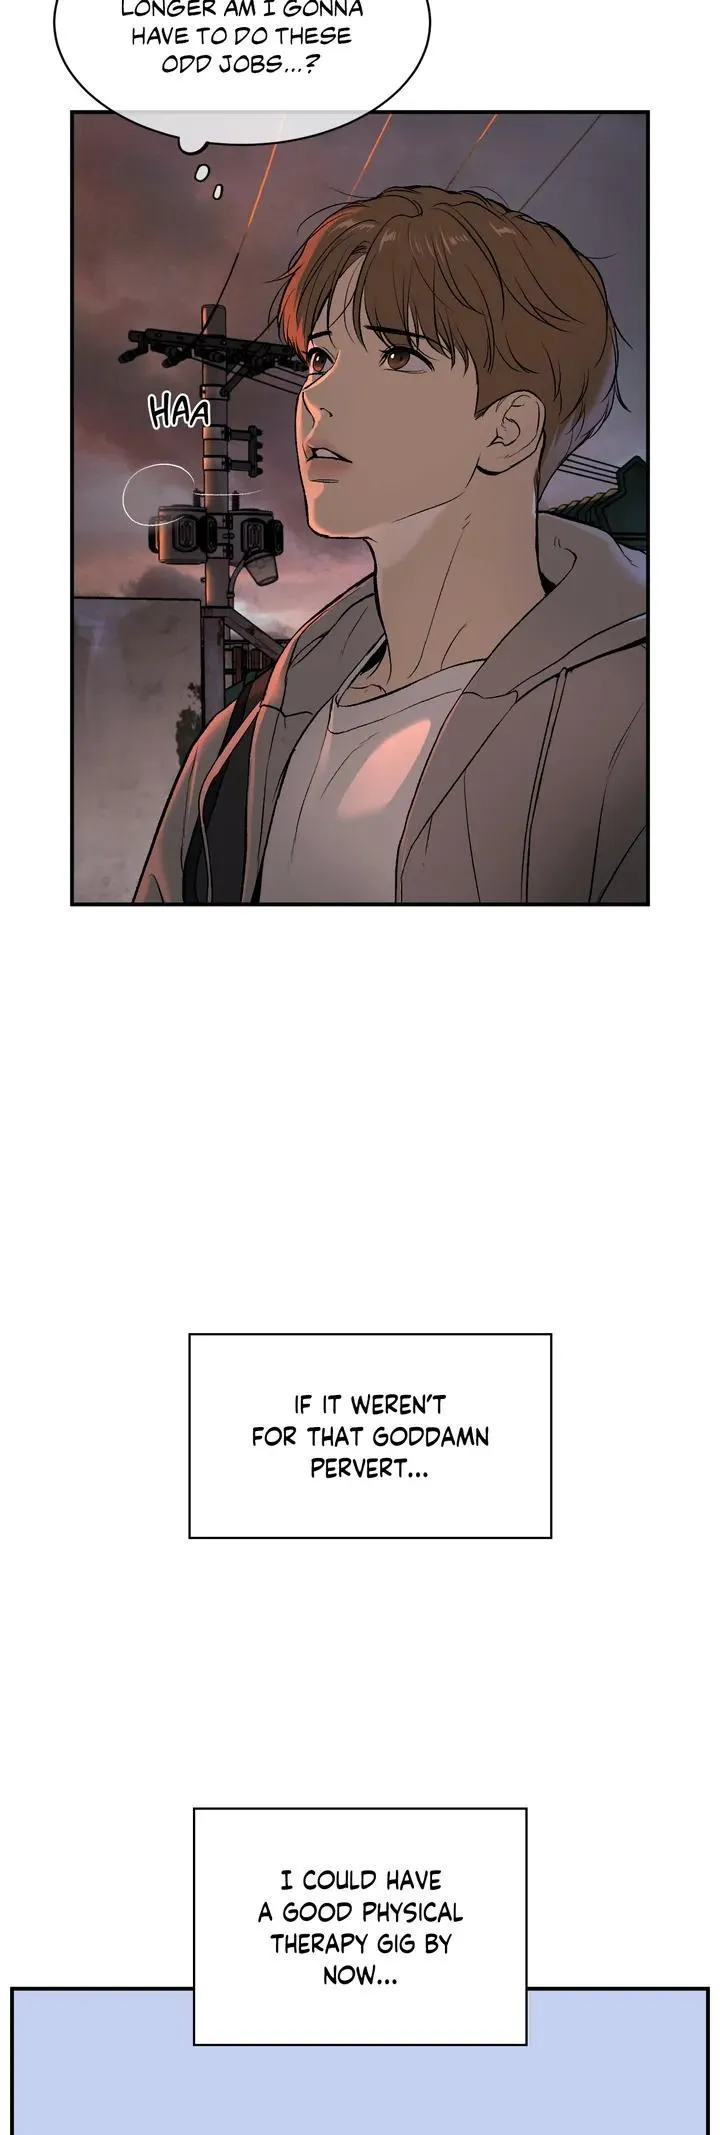 LONGER AM I GONNA
HAVE TO DO THESE
ODD JOBS...?
HAA
IF IT WEREN'T
FOR THAT GODDAMN
PERVERT...
I COULD HAVE
A GOOD PHYSICAL
THERAPY GIG BY
NOW...